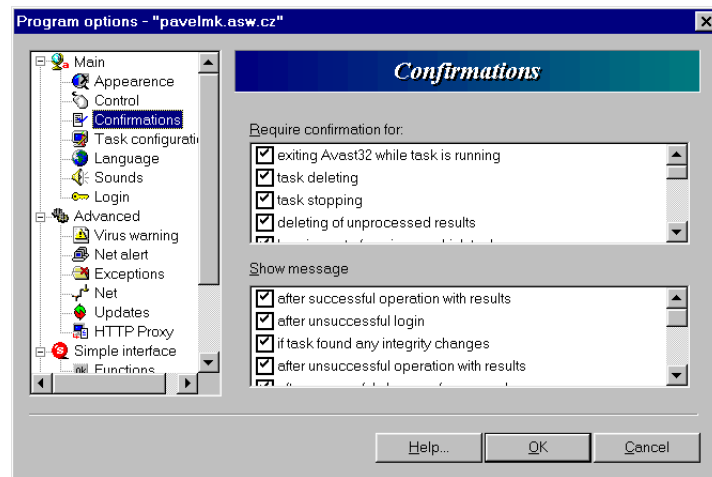 Program options - "pavelmk.asw.cz"
Main
Appearence
Control
Confirmations
Task configurati
Language
Sounds
Login
Advanced
Virus warning
Net alert
Exceptions
Net
Updates
HTTP Proxy
Simple interface
Functions
Confirmations
Require confirmation for:
exiting Avast32 while task is running
task deleting
task stopping
deleting of unprocessed results
Show message
after successful operation with results
after unsuccessful login
if task found any integrity changes
after unsuccessful operation with results
Help...
OK
Cancel